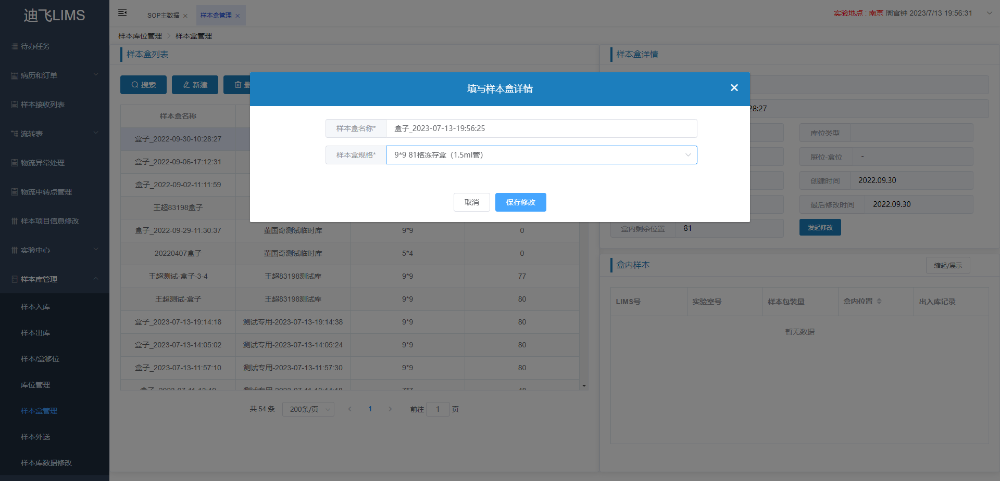 迪飞LIMS
待办任务
病历和订单
样本接收列表
流转表
物流异常处理
物流中转点管理
样本项目信息修改
实验中心
样本库管理
样本入库
样本出库
样本/盒移位
库位管理
样本盒管理
样本外送
样本库数据修改
SOP主数据 样本盒管理
实验地点 : 南京 周官钟 2023/7/13 19:56:31
样本库位管理 样本盒管理
样本盒列表
搜索 新建
样本盒名称
盒子_2022-09-30-10:28:27
盒子_2022-09-06-17:12:31
盒子_2022-09-02-11:11:59
王超83198盒子
盒子_2022-09-29-11:30:37 董国奇测试临时库 9*9 0
20220407盒子 董国奇测试临时库 5*4 0
王超测试-盒子-3-4 王超83198测试库 9*9 77
王超测试-盒子 王超83198测试库 9*9 80
盒子_2023-07-13-19:14:18 测试专用-2023-07-13-19:14:38 9*9 80
盒子_2023-07-13-14:05:02 测试专用-2023-07-13-14:05:24 9*9 80
盒子_2023-07-13-11:57:10 测试专用-2023-07-13-11:57:30 9*9 80
共 54 条 200条/页 1 前往 1 页
填写样本盒详情
样本盒名称* 盒子_2023-07-13-19:56:25
样本盒规格* 9*9 81格冻存盒（1.5ml管）
取消 保存修改
样本盒详情
28:27
库位类型
屉位-盒位 -
创建时间 2022.09.30
最后修改时间 2022.09.30
盒内剩余位置 81 发起修改
盒内样本 缩起/展示
LIMS号 实验室号 样本包装量 盒内位置 出入库记录
暂无数据